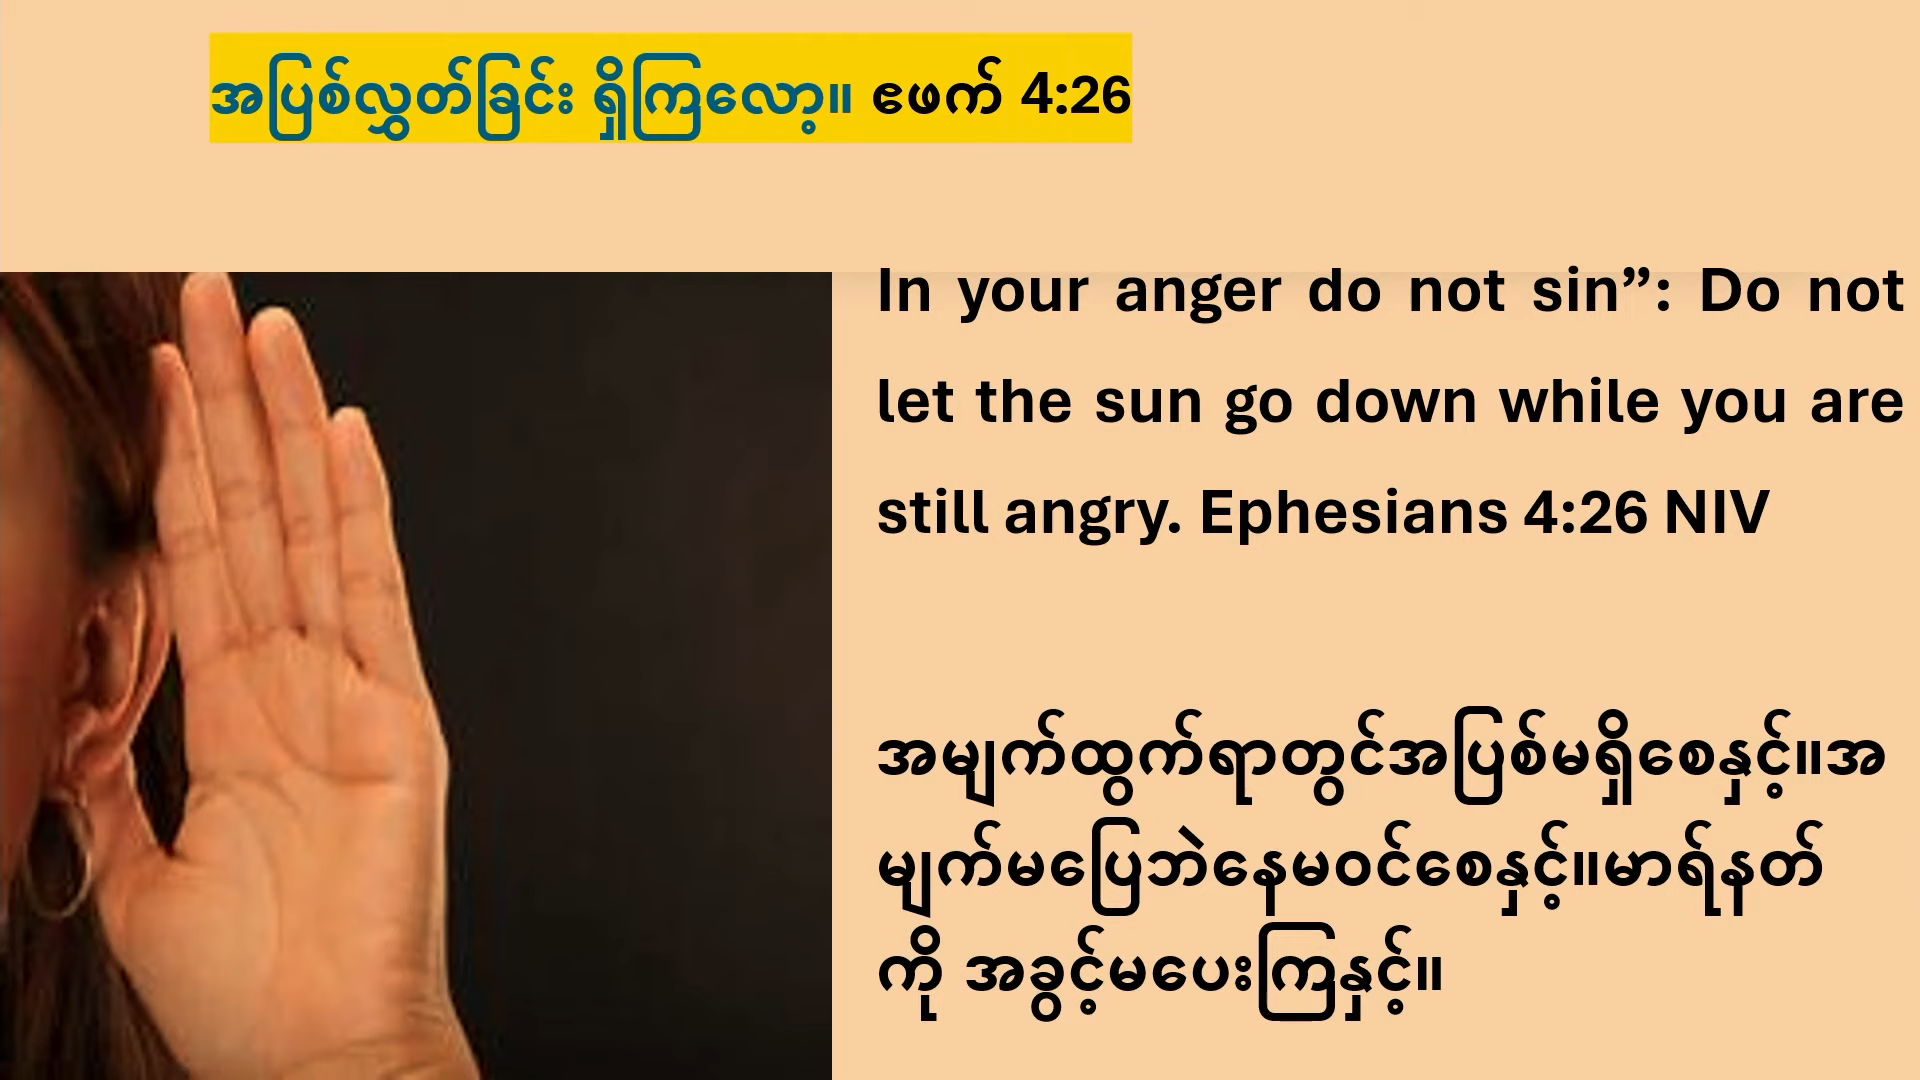 အပြစ်လွှတ်ခြင်း ရှိကြလော့။ ဧဖက် 4:26
In your anger do not sin”: Do not
let the sun go down while you are
still angry. Ephesians 4:26 NIV
အမျက်ထွက်ရာတွင်အပြစ်မရှိစေနှင့်။အ
မျက်မပြေဘဲနေမဝင်စေနှင့်။မာရ်နတ်
ကို အခွင့်မပေးကြနှင့်။